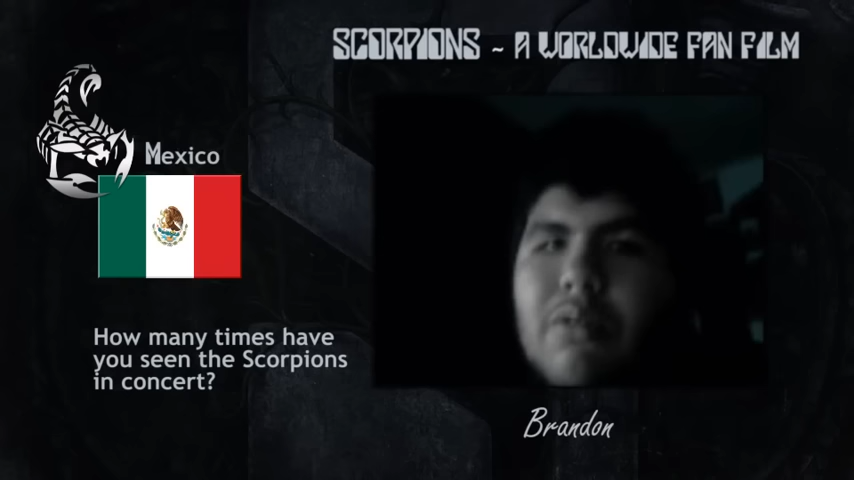 SCORPIONS ~ A WORLDWIDE FAN FILM
Mexico
How many times have
you seen the Scorpions
in concert?
Brandon